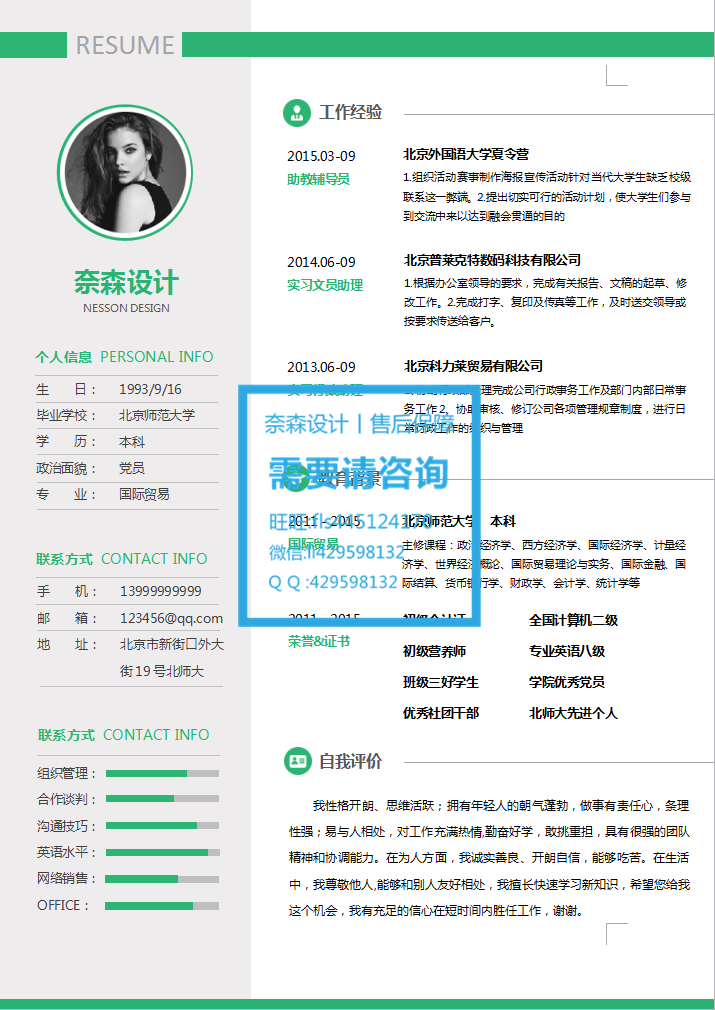 RESUME
奈森设计
NESSON DESIGN
个人信息 PERSONAL INFO
生 日： 1993/9/16
毕业学校： 北京师范大学
学 历： 本科
政治面貌： 党员
专 业： 国际贸易
联系方式 CONTACT INFO
手 机： 13999999999
邮 箱： 123456@qq.com
地 址： 北京市新街口外大
街 19 号北师大
联系方式 CONTACT INFO
组织管理：
合作谈判：
沟通技巧：
英语水平：
网络销售：
OFFICE：
工作经验
2015.03-09 北京外国语大学夏令营
助教辅导员
1.组织活动赛事制作海报宣传活动针对当代大学生缺乏校级
联系这一弊端。2.提出切实可行的活动计划，使大学生们参与
到交流中来以达到融会贯通的目的
2014.06-09 北京普莱克特数码科技有限公司
实习文员助理
1.根据办公室领导的要求，完成有关报告、文稿的起草、修
改工作。2.完成打字、复印及传真等工作，及时送交领导或
按要求传送给客户。
2013.06-09 北京科力莱贸易有限公司
理完成公司行政事务工作及部门内部日常事
务工作 2、协助审核、修订公司各项管理规章制度，进行日
常行政工作的组织与管理
奈森设计丨售后保障
需要请咨询
微信:fl429598132
Q Q :429598132
教育背景
2011 - 2015 北京师范大学 本科
国际贸易
主修课程：政治经济学、西方经济学、国际经济学、计量经
济学、世界经济概论、国际贸易理论与实务、国际金融、国
际结算、货币银行学、财政学、会计学、统计学等
2011 - 2015 初级会计证 全国计算机二级
荣誉&证书
初级营养师 专业英语八级
班级三好学生 学院优秀党员
优秀社团干部 北师大先进个人
自我评价
我性格开朗、思维活跃；拥有年轻人的朝气蓬勃，做事有责任心，条理
性强；易与人相处，对工作充满热情,勤奋好学，敢挑重担，具有很强的团队
精神和协调能力。在为人方面，我诚实善良、开朗自信，能够吃苦。在生活
中，我尊敬他人,能够和别人友好相处，我擅长快速学习新知识，希望您给我
这个机会，我有充足的信心在短时间内胜任工作，谢谢。